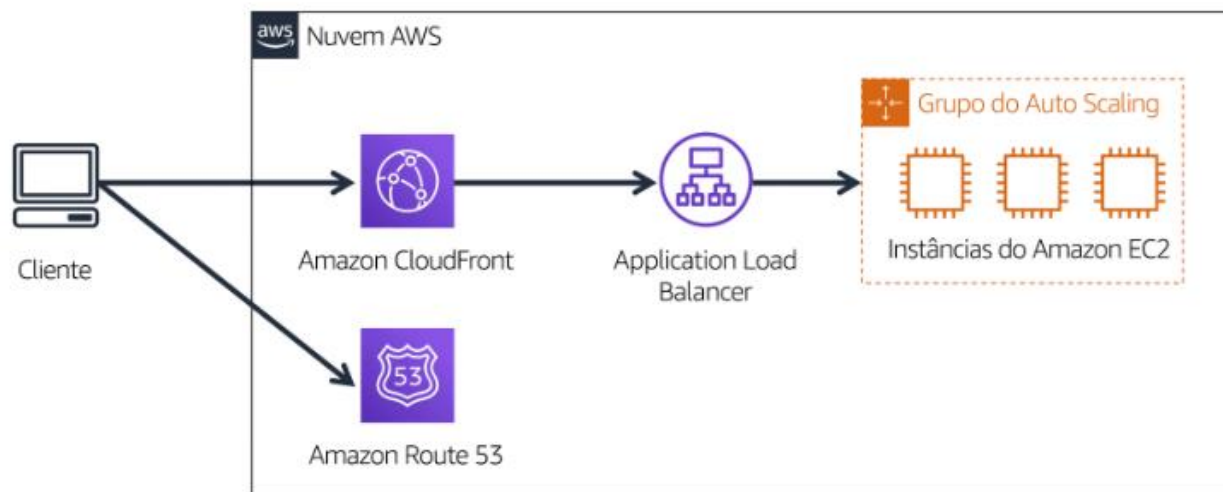 aws Nuvem AWS
Grupo do Auto Scaling
Cliente
Amazon CloudFront
Application Load
Balancer
Instâncias do Amazon EC2
53
Amazon Route 53